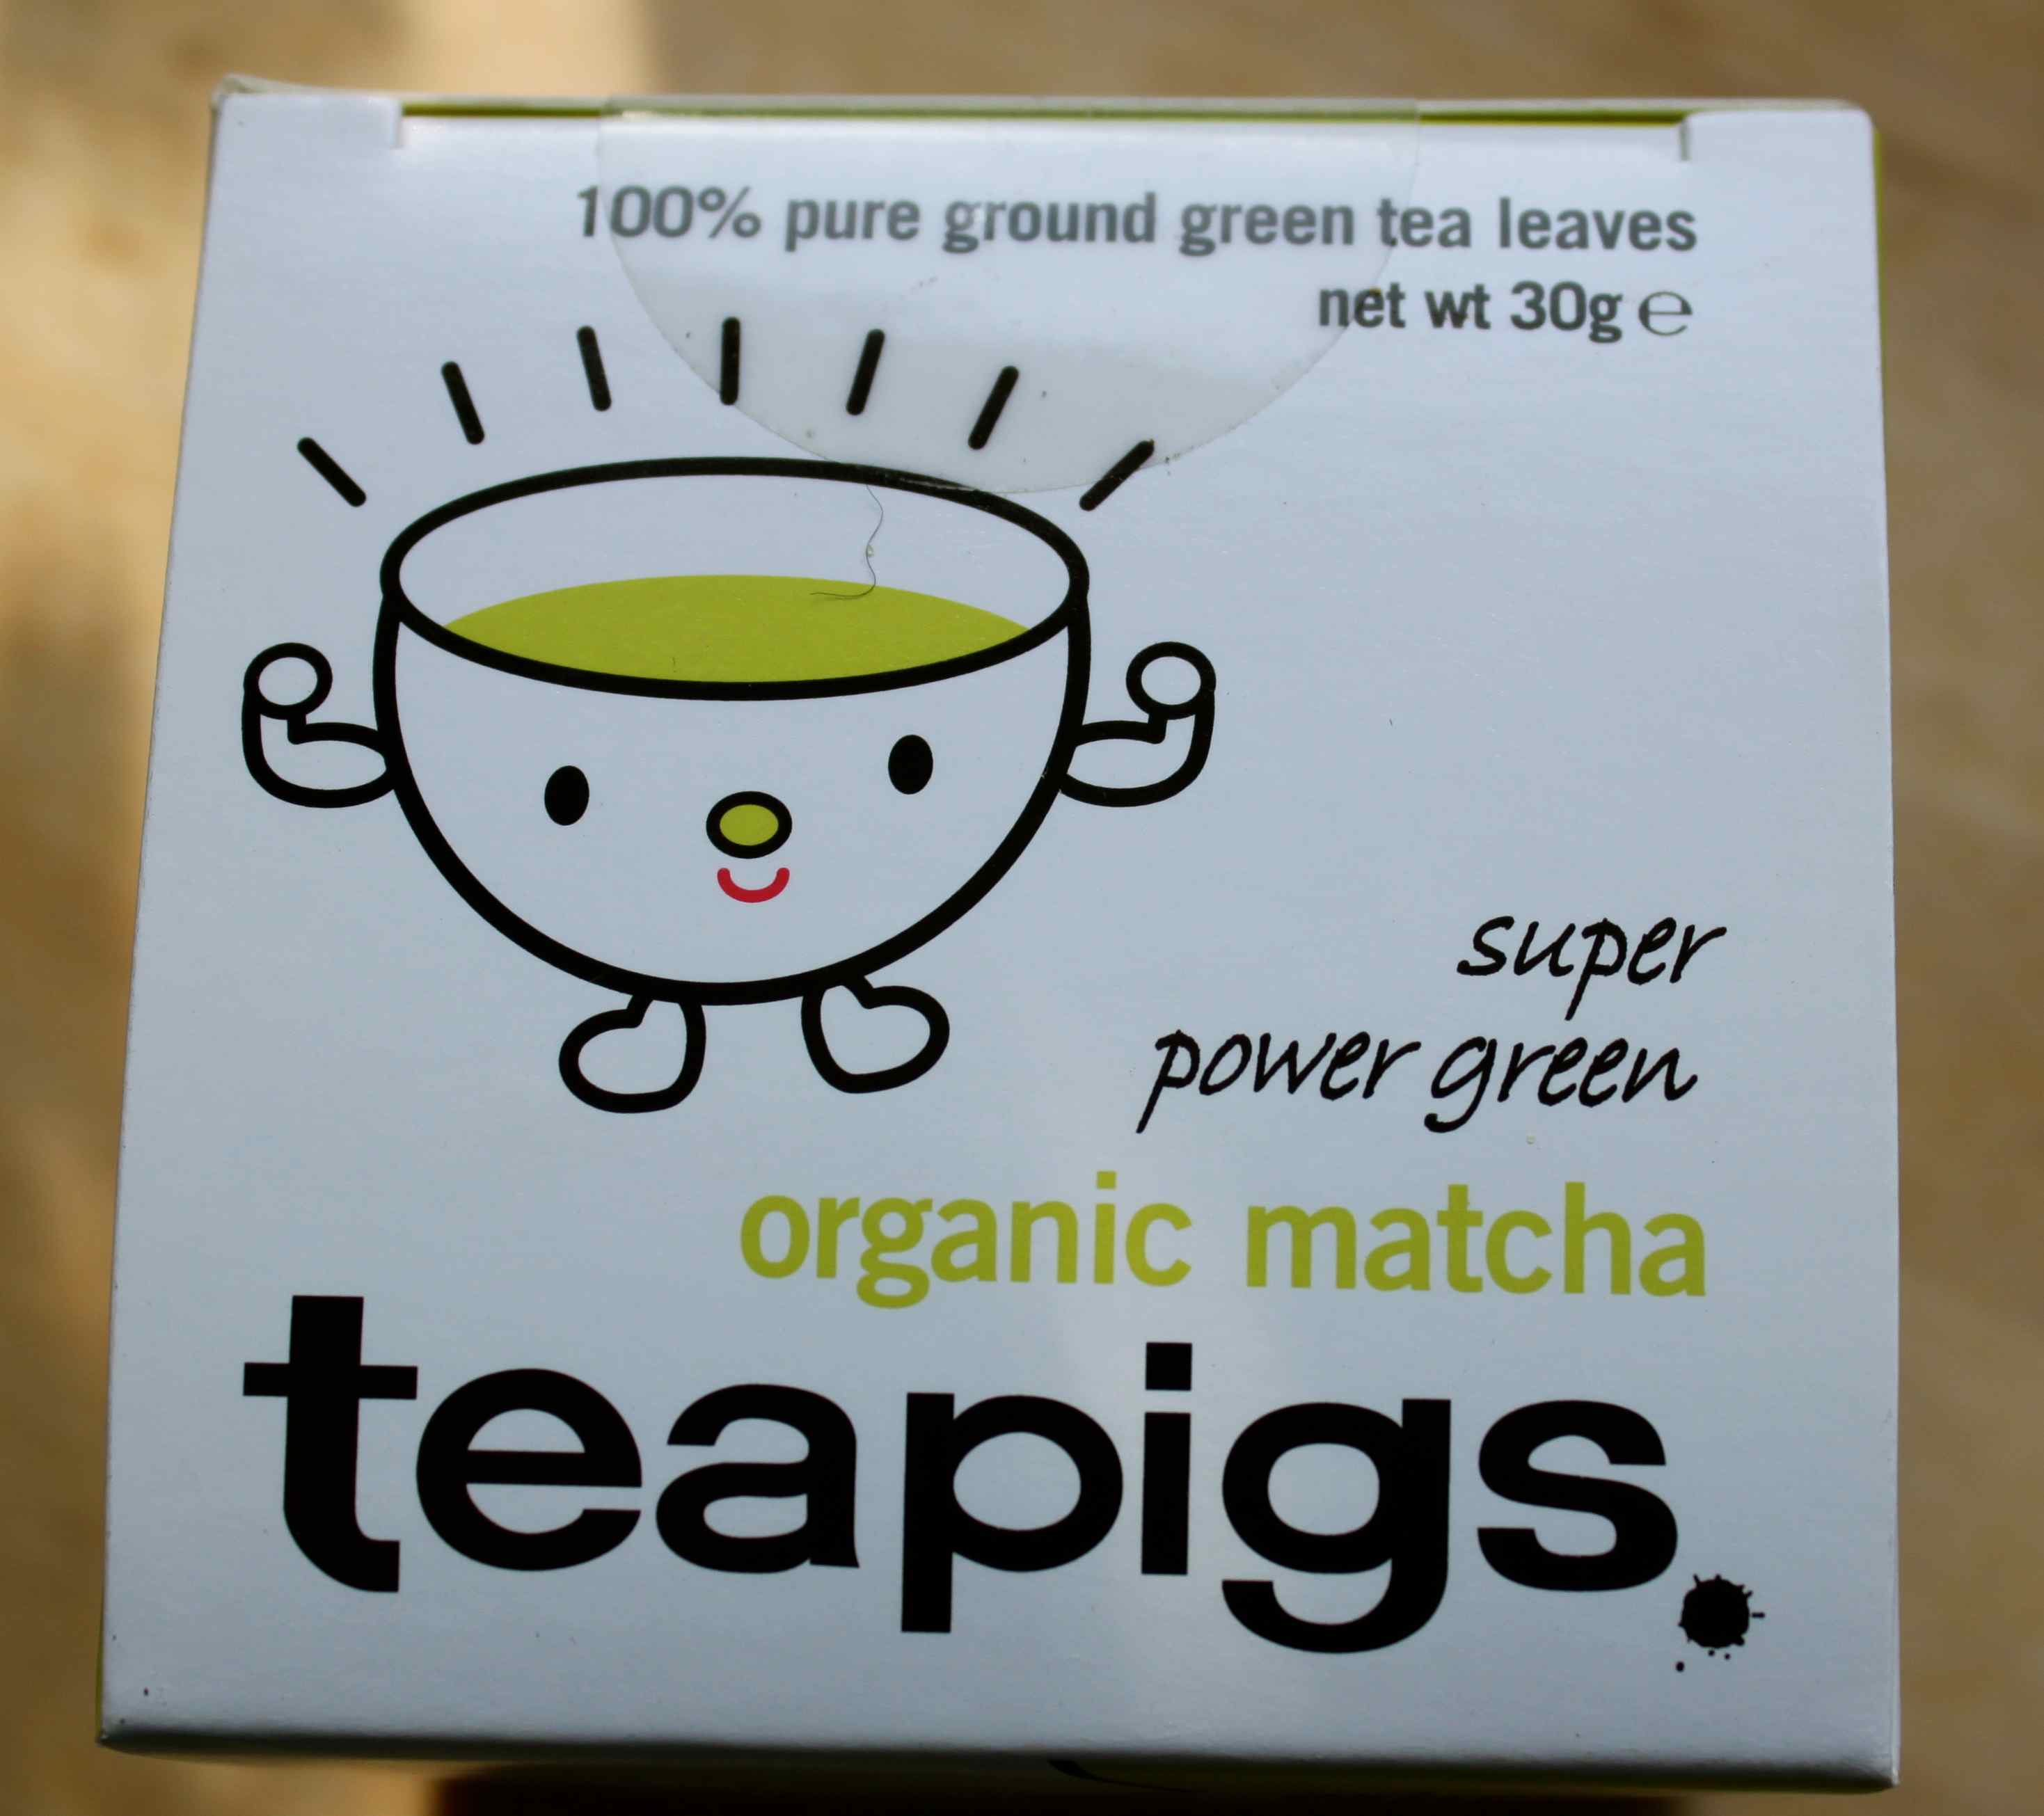 100% pure ground green tea leaves
net wt 30g ℮
super
power green
organic matcha
teapigs.